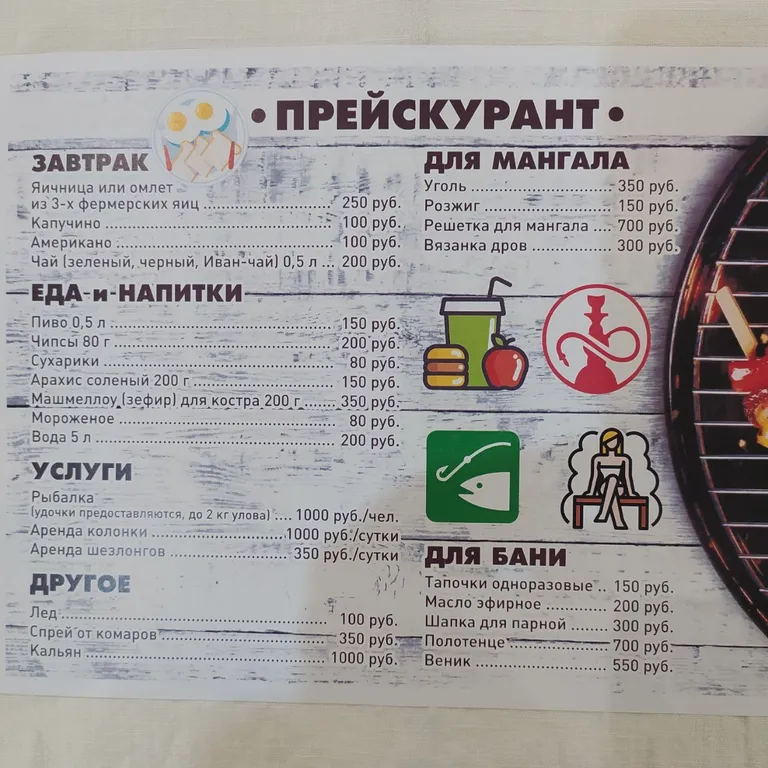 • ПРЕЙСКУРАНТ •
ЗАВТРАК
Яичница или омлет
из 3-х фермерских яиц ........ 250 руб.
Капучино ........ 100 руб.
Американо ........ 100 руб.
Чай (зеленый, черный, Иван-чай) 0,5 л ... 200 руб.
ЕДА-и-НАПИТКИ
Пиво 0,5 л ........ 150 руб.
Чипсы 80 г ........ 200 руб.
Сухарики ........ 80 руб.
Арахис соленый 200 г ........ 150 руб.
Машмеллоу (зефир) для костра 200 г ........ 350 руб.
Мороженое ........ 80 руб.
Вода 5 л ........ 200 руб.
УСЛУГИ
Рыбалка
(удочки предоставляются, до 2 кг улова) .... 1000 руб./чел.
Аренда колонки ........ 1000 руб./сутки
Аренда шезлонгов ........ 350 руб./сутки
ДРУГОЕ
Лед ........ 100 руб.
Спрей от комаров ........ 350 руб.
Кальян ........ 1000 руб.
ДЛЯ МАНГАЛА
Уголь ........ 350 руб.
Розжиг ........ 150 руб.
Решетка для мангала .... 700 руб.
Вязанка дров ........ 300 руб.
ДЛЯ БАНИ
Тапочки одноразовые .. 150 руб.
Масло эфирное ........ 200 руб.
Шапка для парной ........ 300 руб.
Полотенце ........ 700 руб.
Веник ........ 550 руб.